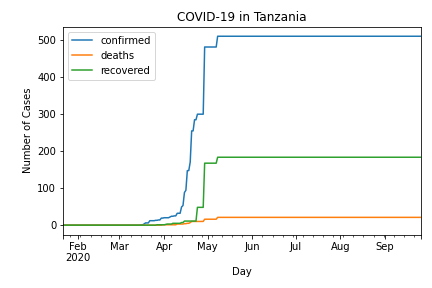 COVID-19 in Tanzania
confirmed
deaths
recovered
Number of Cases
500
400
300
200
100
0
Feb Mar Apr May Jun Jul Aug Sep
2020
Day